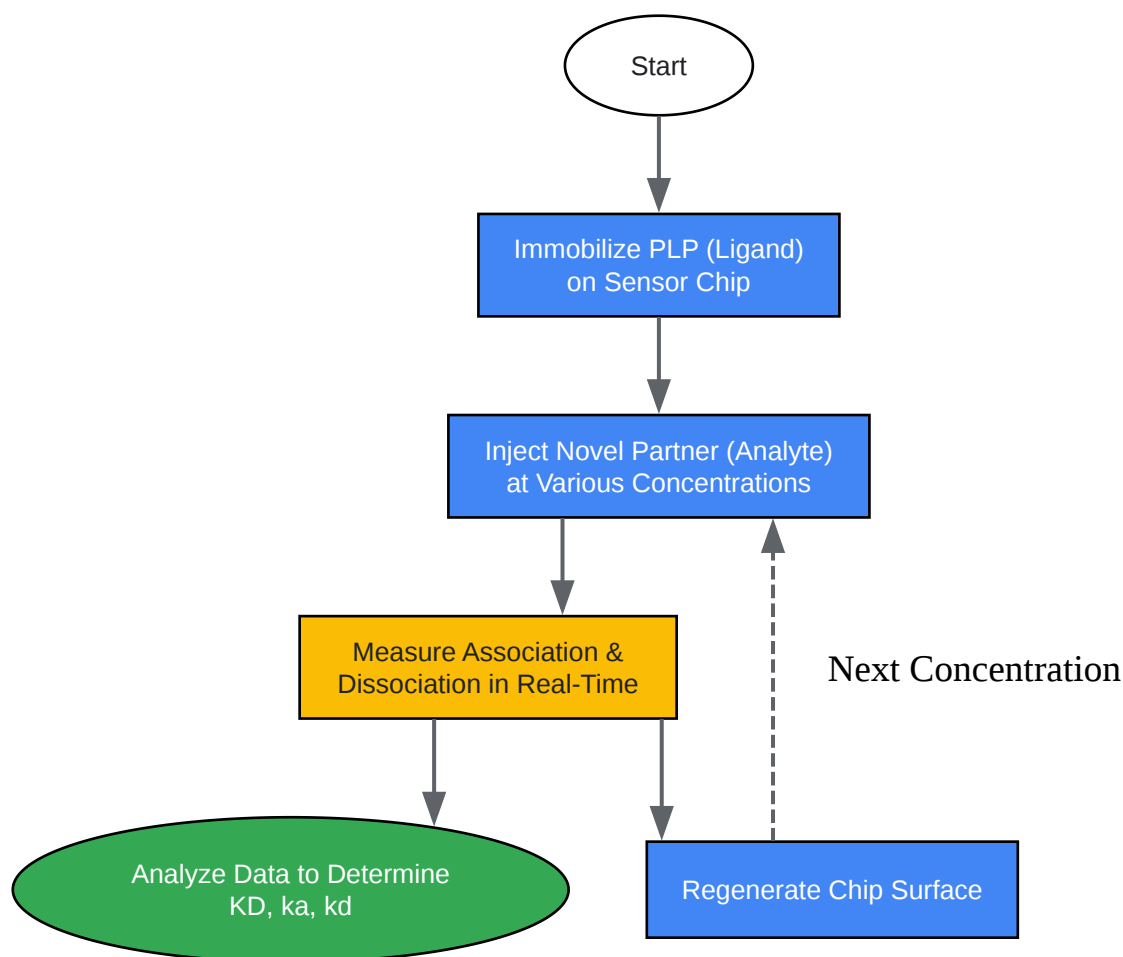 Start
Immobilize PLP (Ligand)
on Sensor Chip
Inject Novel Partner (Analyte)
at Various Concentrations
Measure Association &
Dissociation in Real-Time
Next Concentration
Analyze Data to Determine
KD, ka, kd
Regenerate Chip Surface